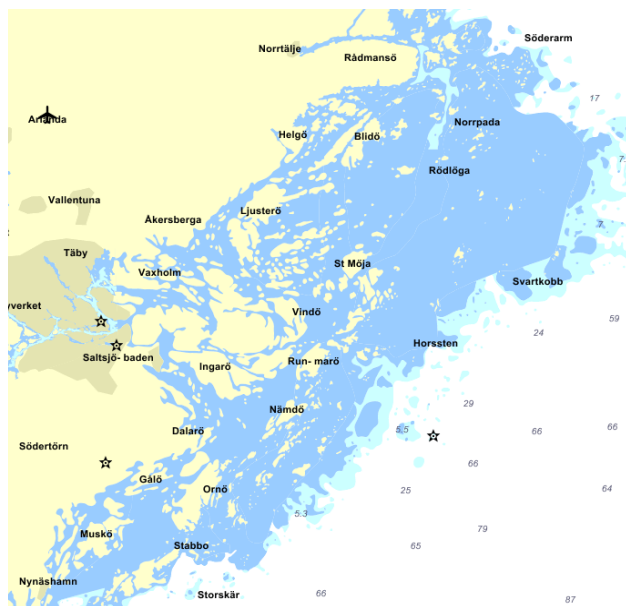 Söderarm
Norrtälje
Rådmansö
17
Arlanda
Norrpada
Helgö
Blidö
7
Rödlöga
Vallentuna
Ljusterö
Åkersberga
7
Täby
St Möja
Vaxholm
Svartkobb
yverket
Vindö
59
24
Horssten
Saltsjö- baden
Run- marö
Ingarö
29
Nämdö
66
Dalarö
5:5
66
Södertörn
66
Gålö
Ornö
25
64
5:3
79
Muskö
Stabbo
65
Nynäshamn
Storskär
66
87